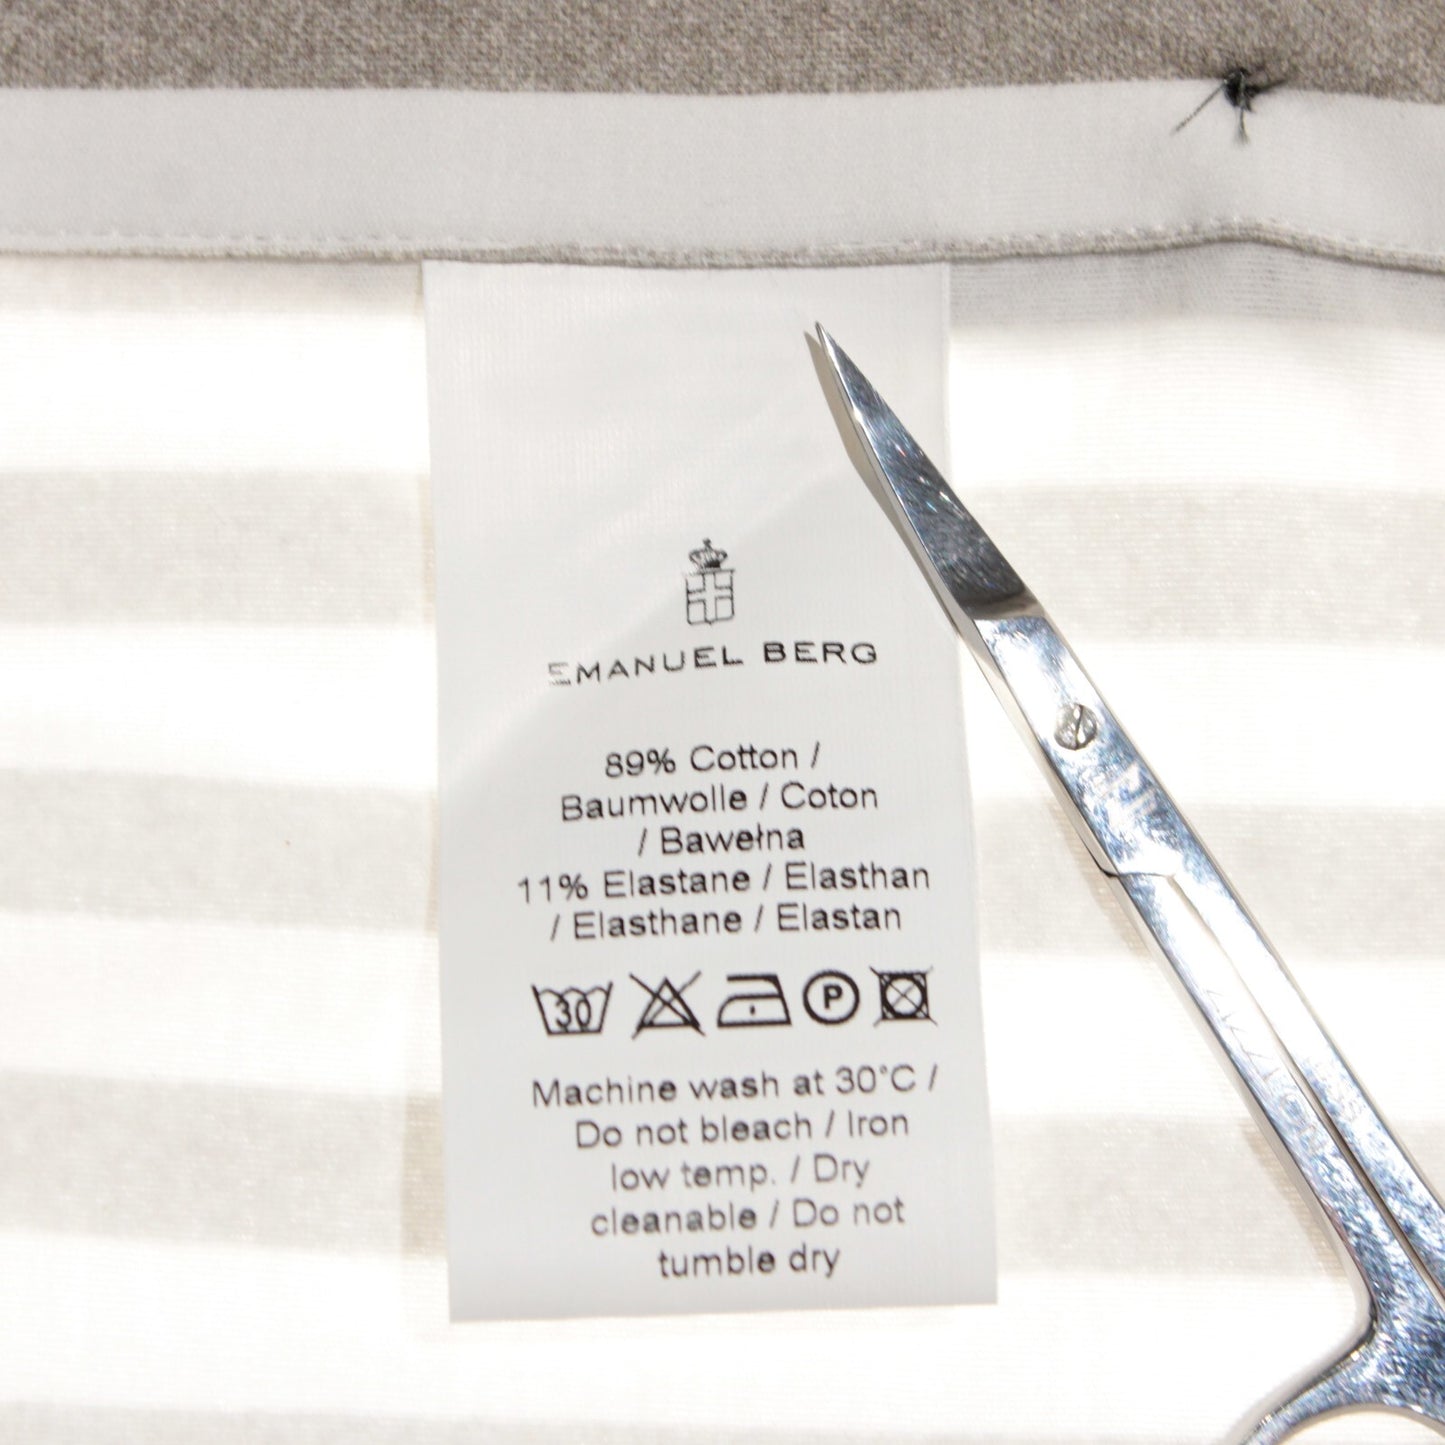 EMANUEL BERG
89% Cotton /
Baumwolle / Coton
/ Bawełna
11% Elastane / Elasthan
/ Elasthane / Elastan
30 P
Machine wash at 30°C /
Do not bleach / Iron
low temp. / Dry
cleanable / Do not
tumble dry